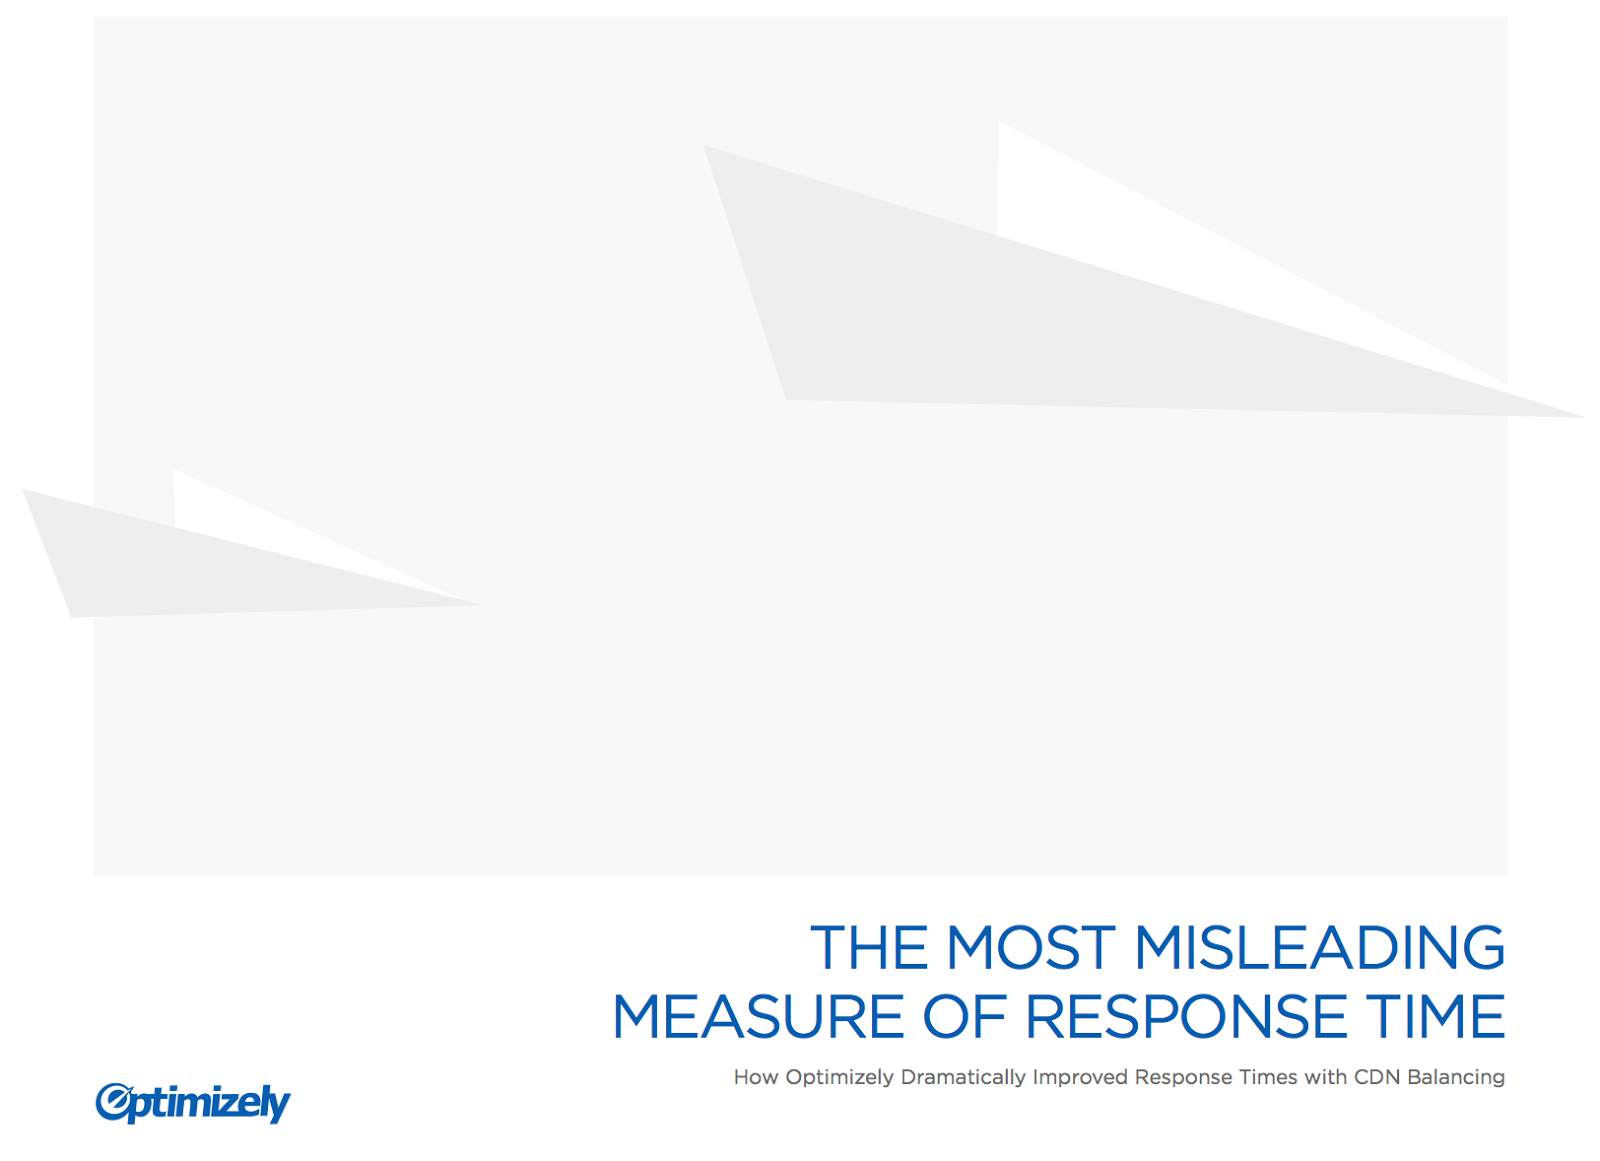 THE MOST MISLEADING
MEASURE OF RESPONSE TIME
How Optimizely Dramatically Improved Response Times with CDN Balancing
Optimizely